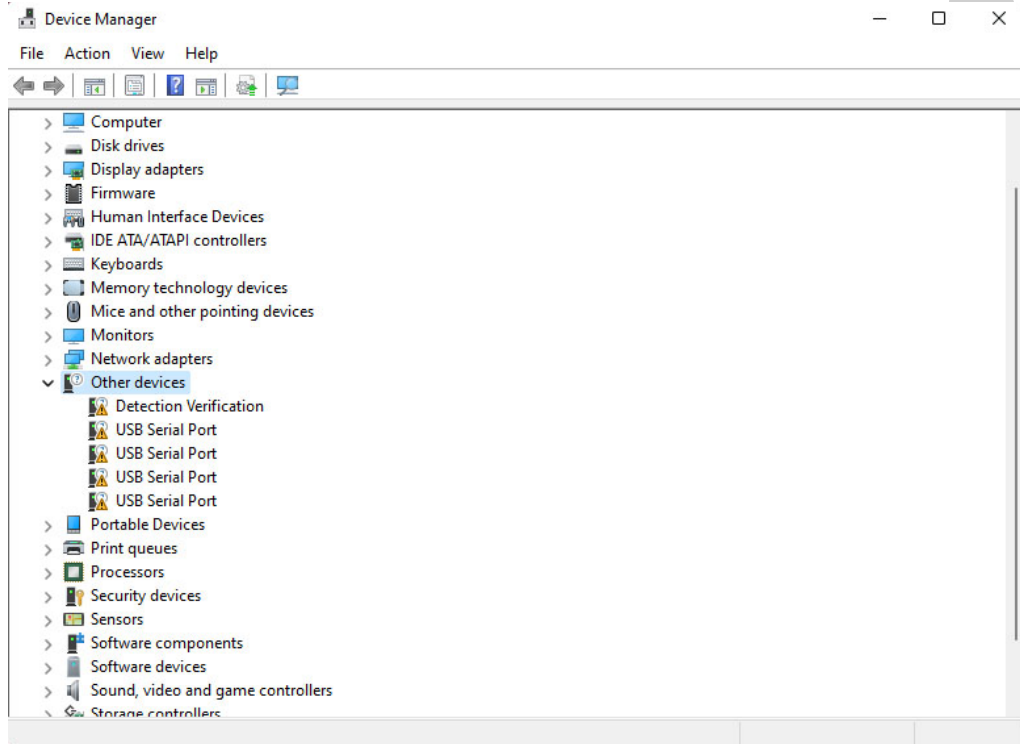 Device Manager
File Action View Help
Computer
Disk drives
Display adapters
Firmware
Human Interface Devices
IDE ATA/ATAPI controllers
Keyboards
Memory technology devices
Mice and other pointing devices
Monitors
Network adapters
Other devices
Detection Verification
USB Serial Port
USB Serial Port
USB Serial Port
USB Serial Port
Portable Devices
Print queues
Processors
Security devices
Sensors
Software components
Software devices
Sound, video and game controllers
Storage controllers